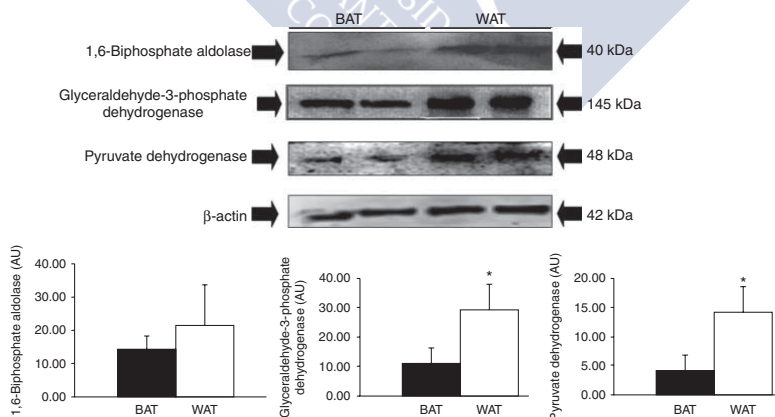 BAT WAT
1,6-Biphosphate aldolase 40 kDa
Glyceraldehyde-3-phosphate
dehydrogenase 145 kDa
Pyruvate dehydrogenase 48 kDa
β-actin 42 kDa
1,6-Biphosphate aldolase (AU)
40.00
30.00
20.00
10.00
0.00
BAT WAT
Glyceraldehyde-3-phosphate
dehydrogenase (AU)
40.00
30.00
20.00
10.00
0.00
*
BAT WAT
Pyruvate dehydrogenase (AU)
20.00
15.00
10.00
5.00
0.00
*
BAT WAT